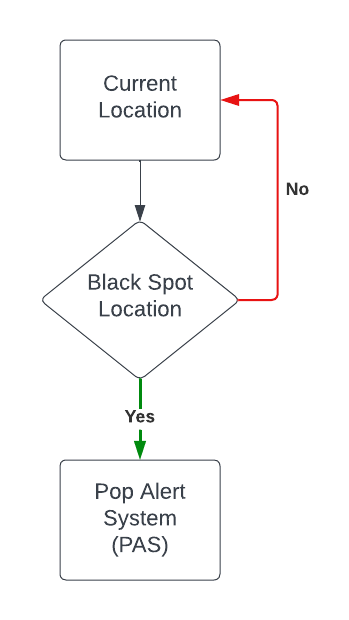 Current
Location
No
Black Spot
Location
Yes
Pop Alert
System
(PAS)